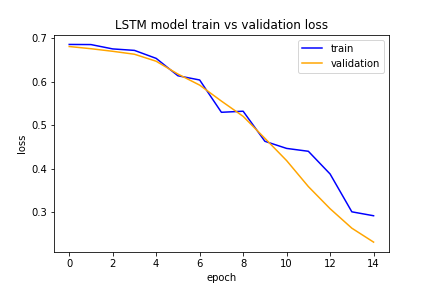 LSTM model train vs validation loss
0.7
0.6
0.5
0.4
0.3
loss
train
validation
0 2 4 6 8 10 12 14
epoch